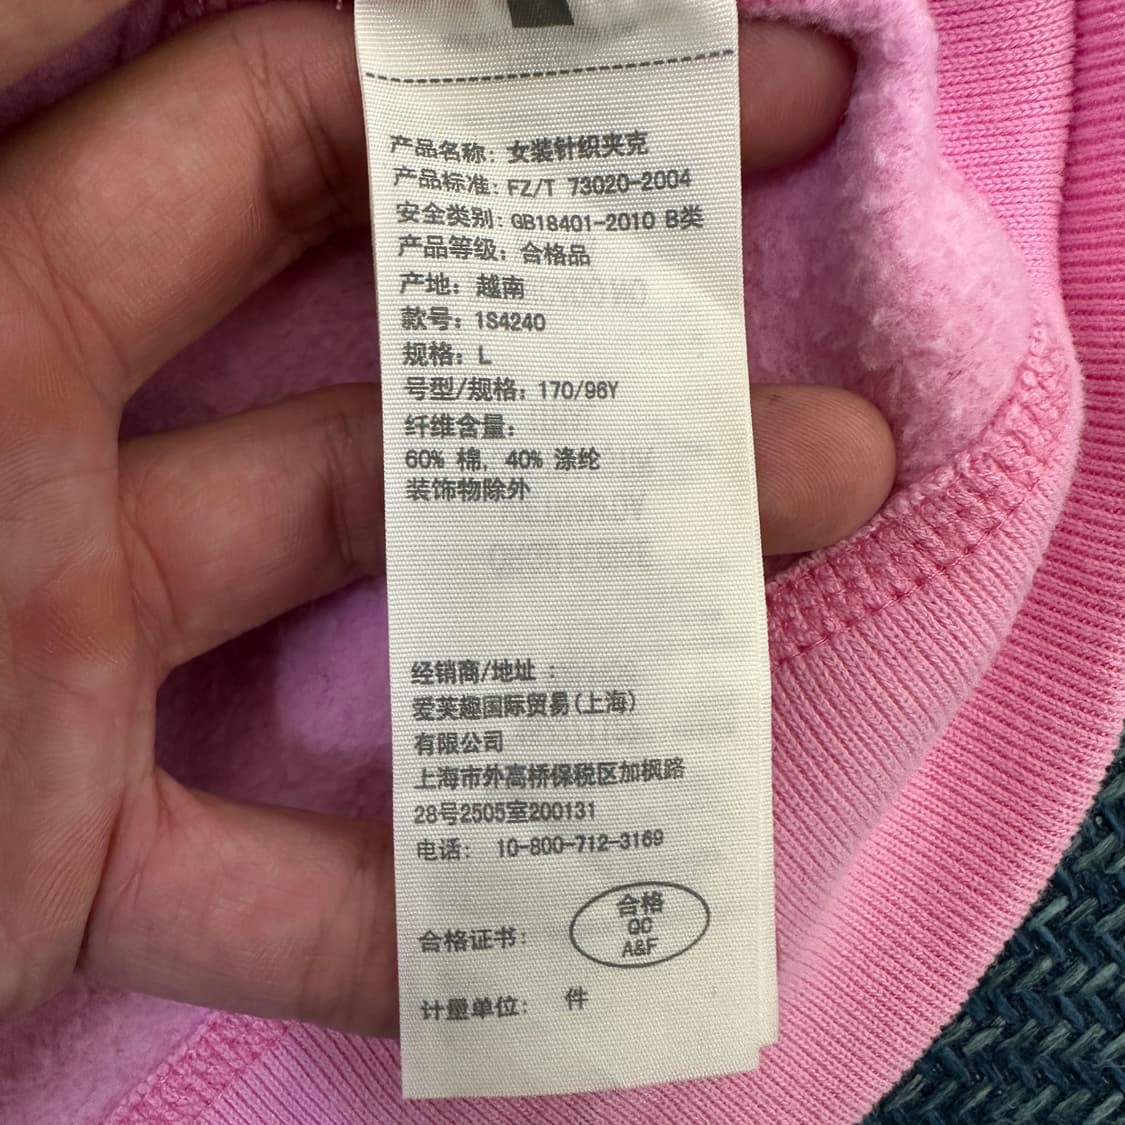 产品名称: 女装针织夹克
产品标准: FZ/T 73020-2004
安全类别: GB18401-2010 B类
产品等级: 合格品
产地: 越南
款号: 1S4240
规格: L
号型/规格: 170/96Y
纤维含量:
60% 棉, 40% 涤纶
装饰物除外
经销商/地址 :
爱芙趣国际贸易(上海)
有限公司
上海市外高桥保税区加枫路
28号2505室200131
电话: 10-800-712-3169
合格证书:
合格
QC
A&F
计量单位: 件